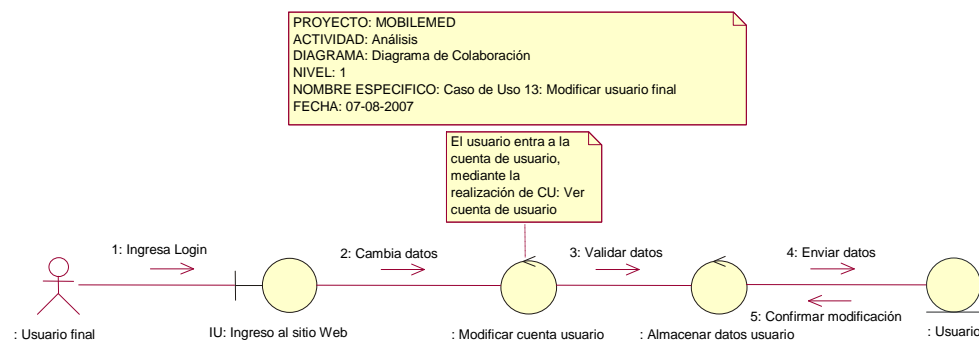 PROYECTO: MOBILEMED
ACTIVIDAD: Análisis
DIAGRAMA: Diagrama de Colaboración
NIVEL: 1
NOMBRE ESPECIFICO: Caso de Uso 13: Modificar usuario final
FECHA: 07-08-2007
El usuario entra a la
cuenta de usuario,
mediante la
realización de CU: Ver
cuenta de usuario
1: Ingresa Login
2: Cambia datos
3: Validar datos
4: Enviar datos
5: Confirmar modificación
: Usuario final
IU: Ingreso al sitio Web
: Modificar cuenta usuario
: Almacenar datos usuario
: Usuario